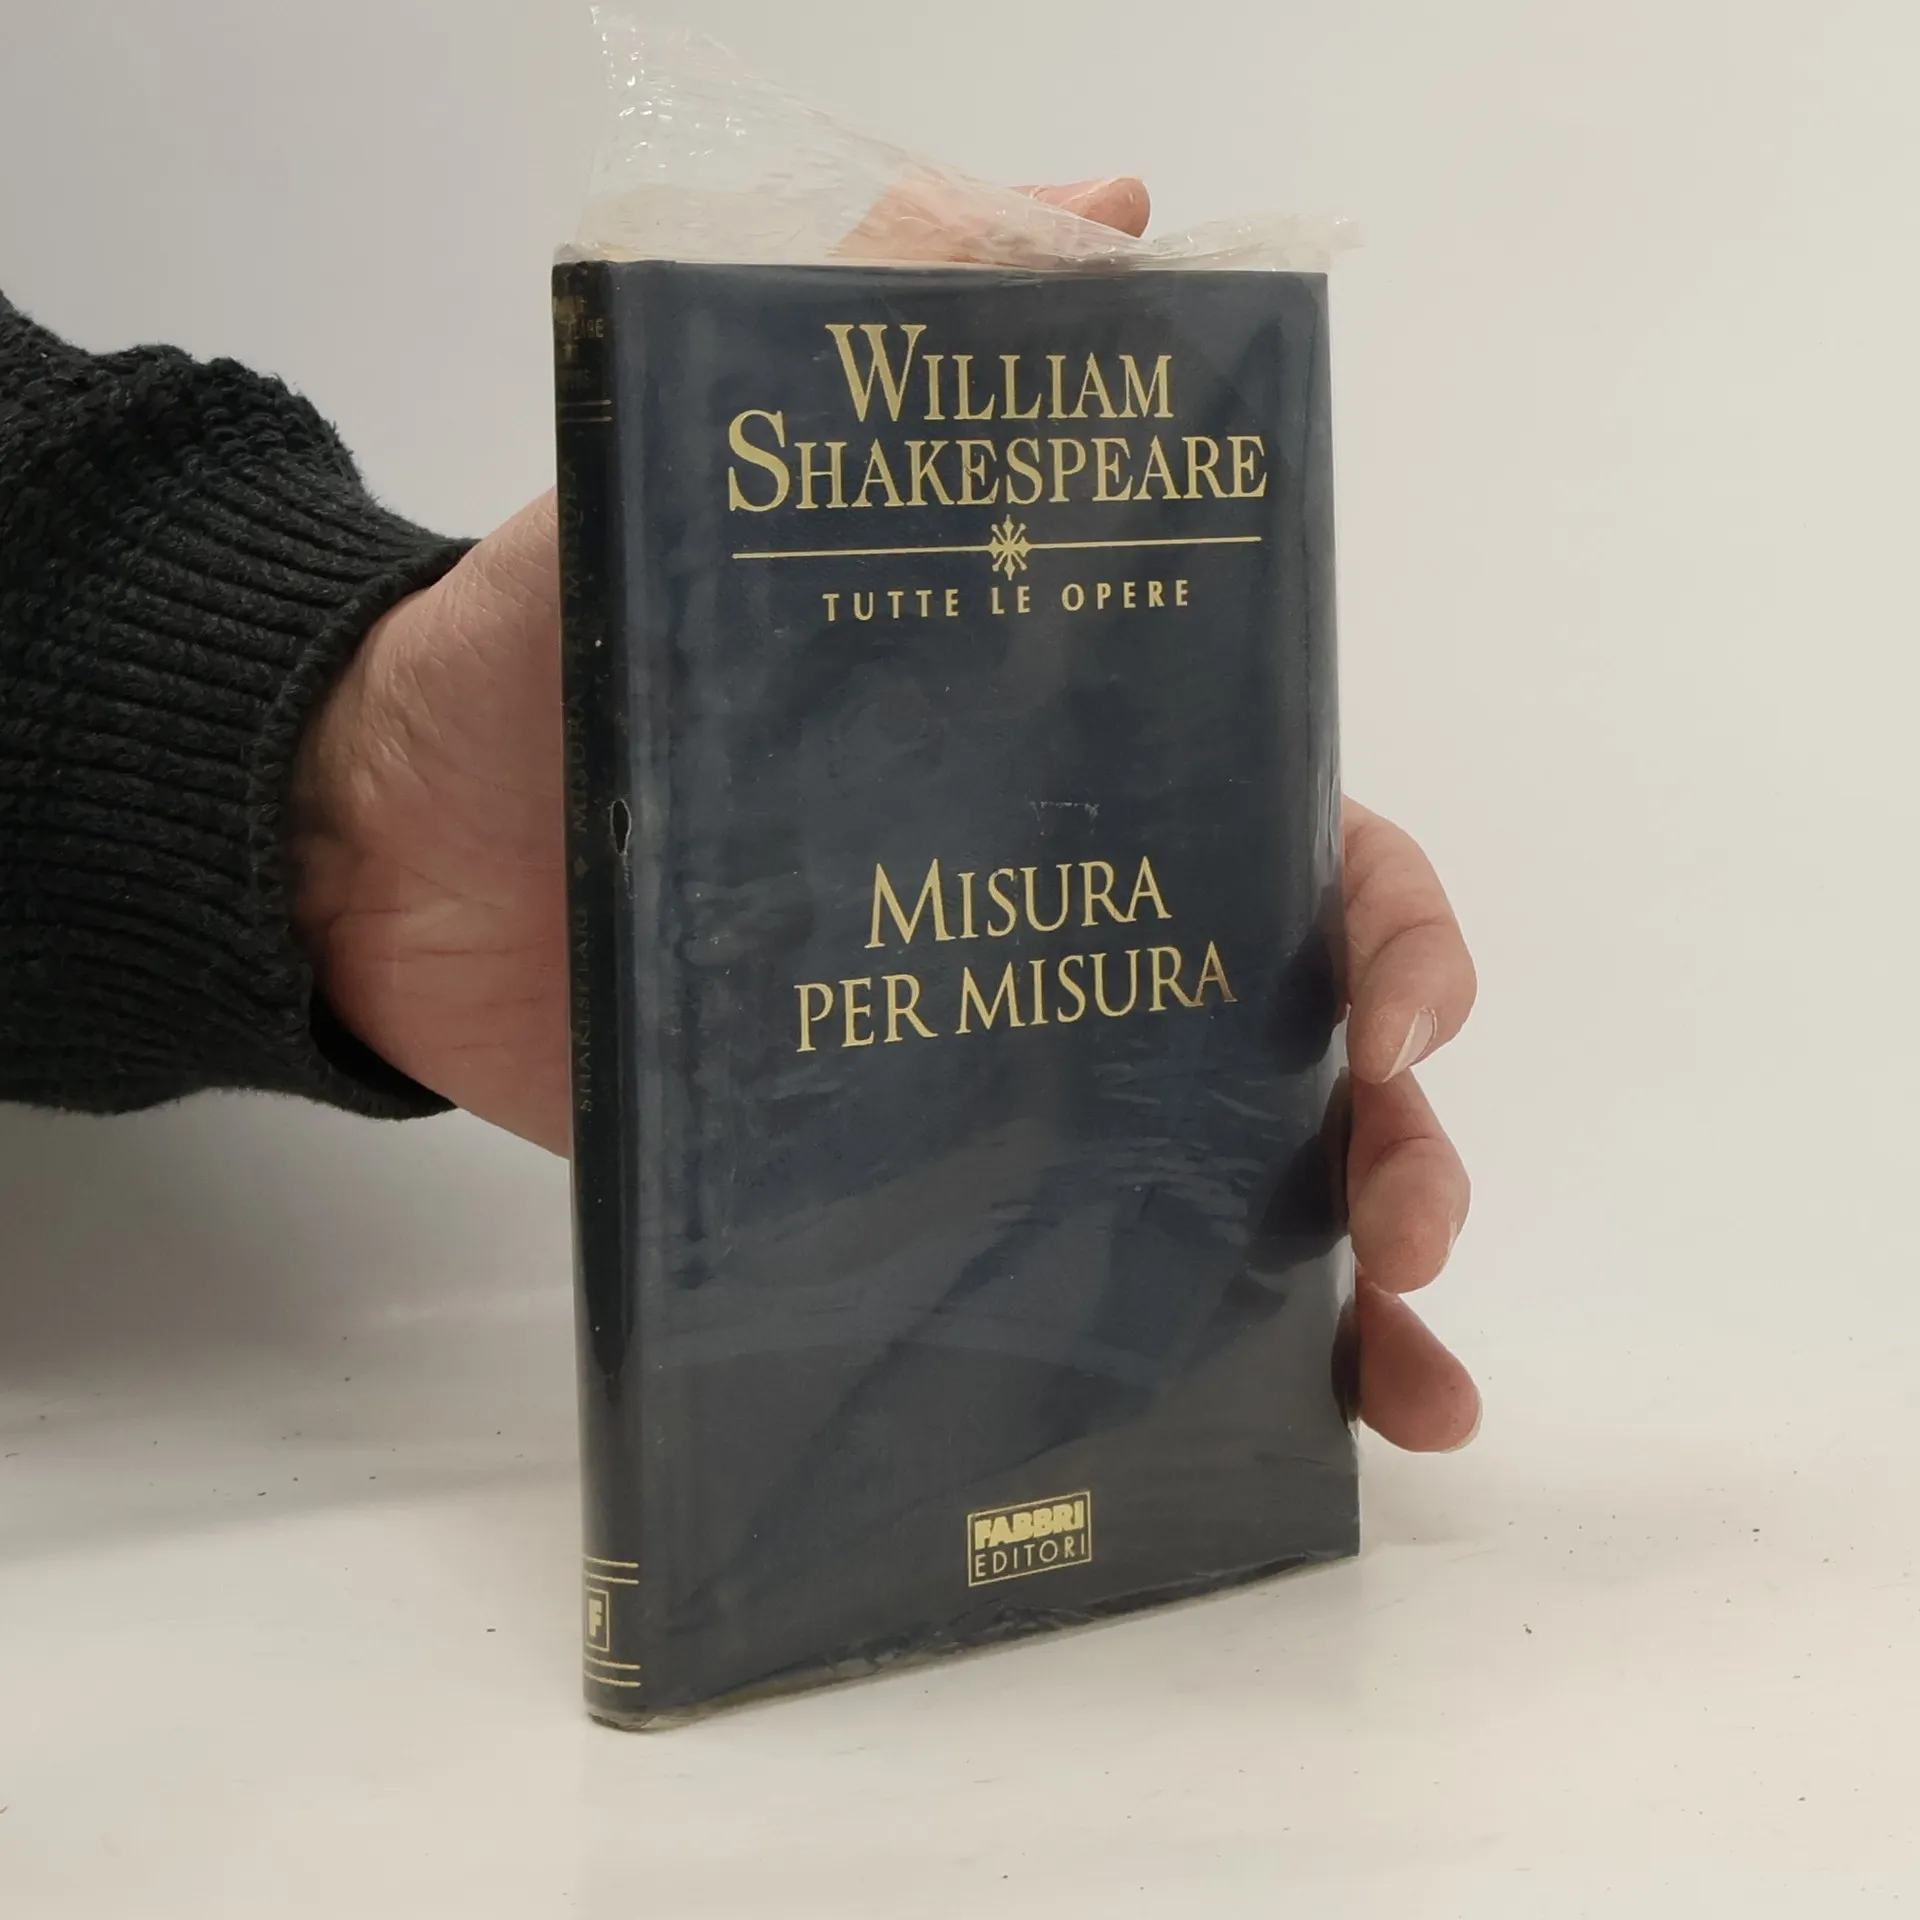 WILLIAM
SHAKESPEARE
TUTTE LE OPERE
MISURA
PER MISURA
FABBRI
EDITORI
SHAKESPEARE ◆ MISURA PER MISURA
F